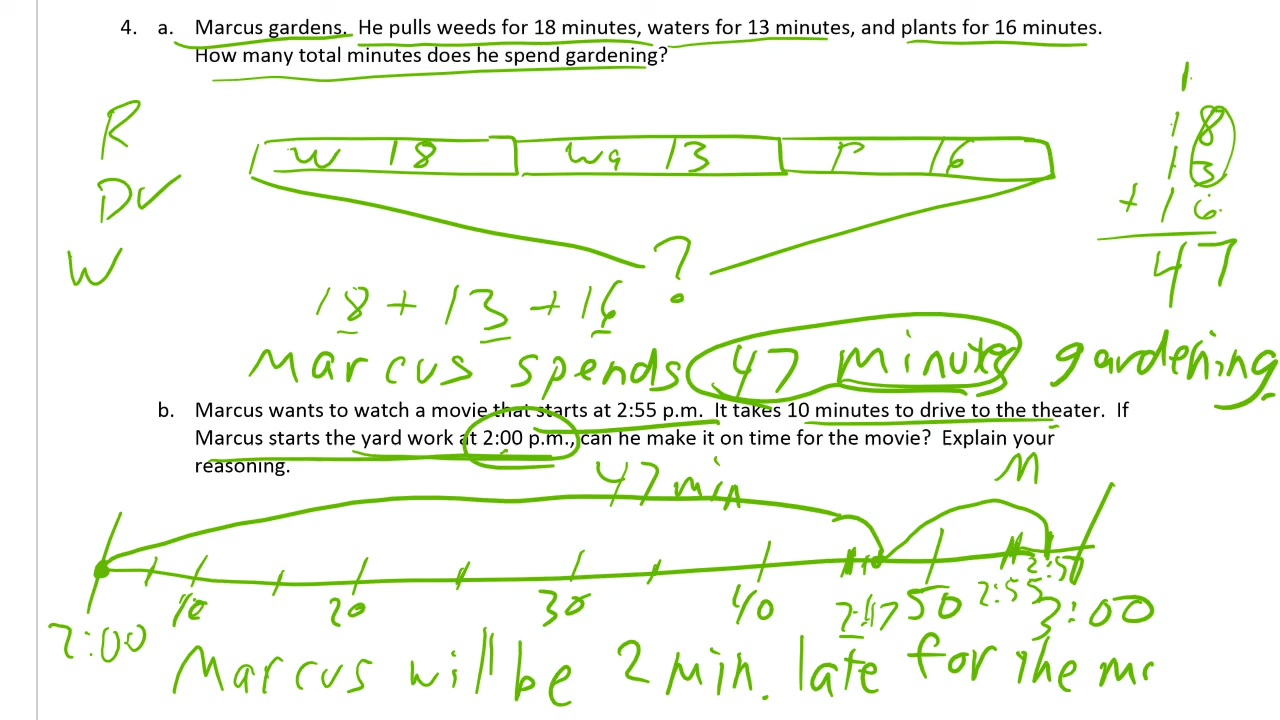 4. a. Marcus gardens. He pulls weeds for 18 minutes, waters for 13 minutes, and plants for 16 minutes.
How many total minutes does he spend gardening?
R
D
W
W 18 Wa 13 P 16
?
1
18
13
+ 16
47
18 + 13 + 16
Marcus spends 47 minutes gardening.
b. Marcus wants to watch a movie that starts at 2:55 p.m. It takes 10 minutes to drive to the theater. If
Marcus starts the yard work at 2:00 p.m., can he make it on time for the movie? Explain your
reasoning.
47 min M
2:00 10 20 30 40 2:47 50 2:55 3:00
Marcus will be 2 min. late for the mo